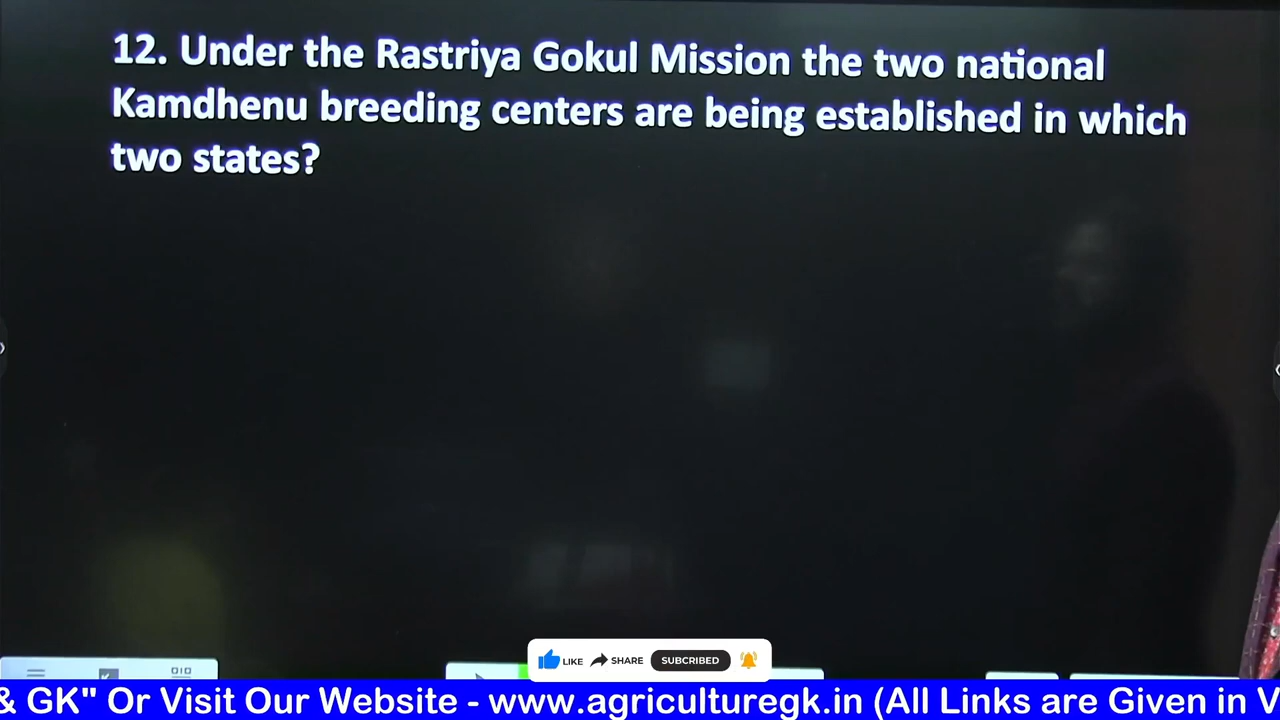 12. Under the Rastriya Gokul Mission the two national
Kamdhenu breeding centers are being established in which
two states?
LIKE SHARE SUBCRIBED
& GK" Or Visit Our Website - www.agriculturegk.in (All Links are Given in V